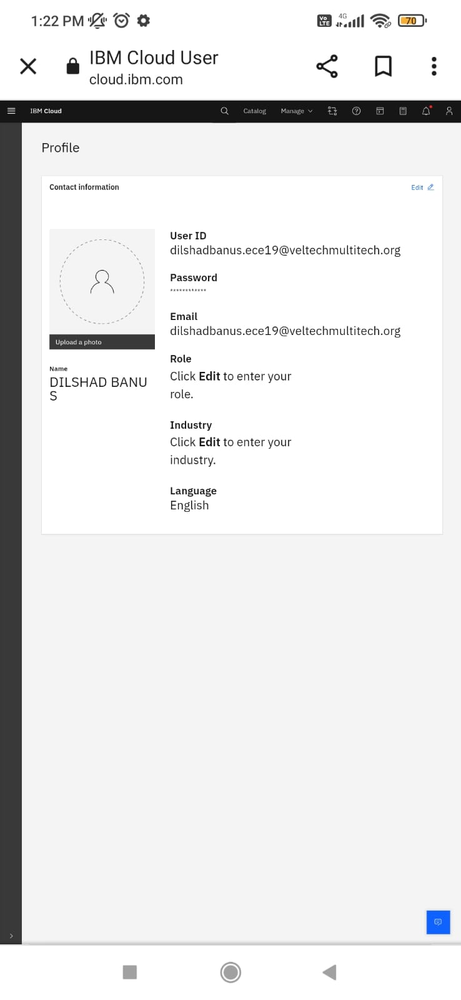 1:22 PM
Vo LTE 4G 70
IBM Cloud User
cloud.ibm.com
IBM Cloud Catalog Manage
Profile
Contact information Edit
User ID
dilshadbanus.ece19@veltechmultitech.org
Password
************
Email
dilshadbanus.ece19@veltechmultitech.org
Upload a photo
Name
DILSHAD BANU
S
Role
Click Edit to enter your
role.
Industry
Click Edit to enter your
industry.
Language
English